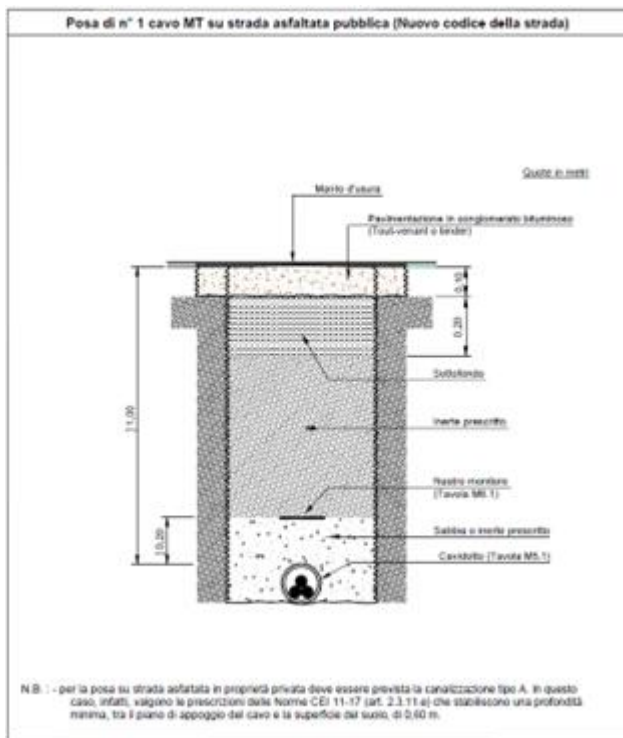 Posa di n° 1 cavo MT su strada asfaltata pubblica (Nuovo codice della strada)
Quote in metri
Manto d'usura
Pavimentazione in conglomerato bituminoso
(Tout-venant o binder)
0,10
0,20
Sottofondo
1,00
Inerte prescritto
Nastro monitore
(Tavola M6.1)
0,20
Sabbia o inerte prescritto
Cavidotto (Tavola M5.1)
N.B. : - per la posa su strada asfaltata in proprietà privata deve essere prevista la canalizzazione tipo A. In questo
caso, infatti, valgono le prescrizioni delle Norme CEI 11-17 (art. 2.3.11.e) che stabiliscono una profondità
minima, tra il piano di appoggio del cavo e la superficie del suolo, di 0,60 m.